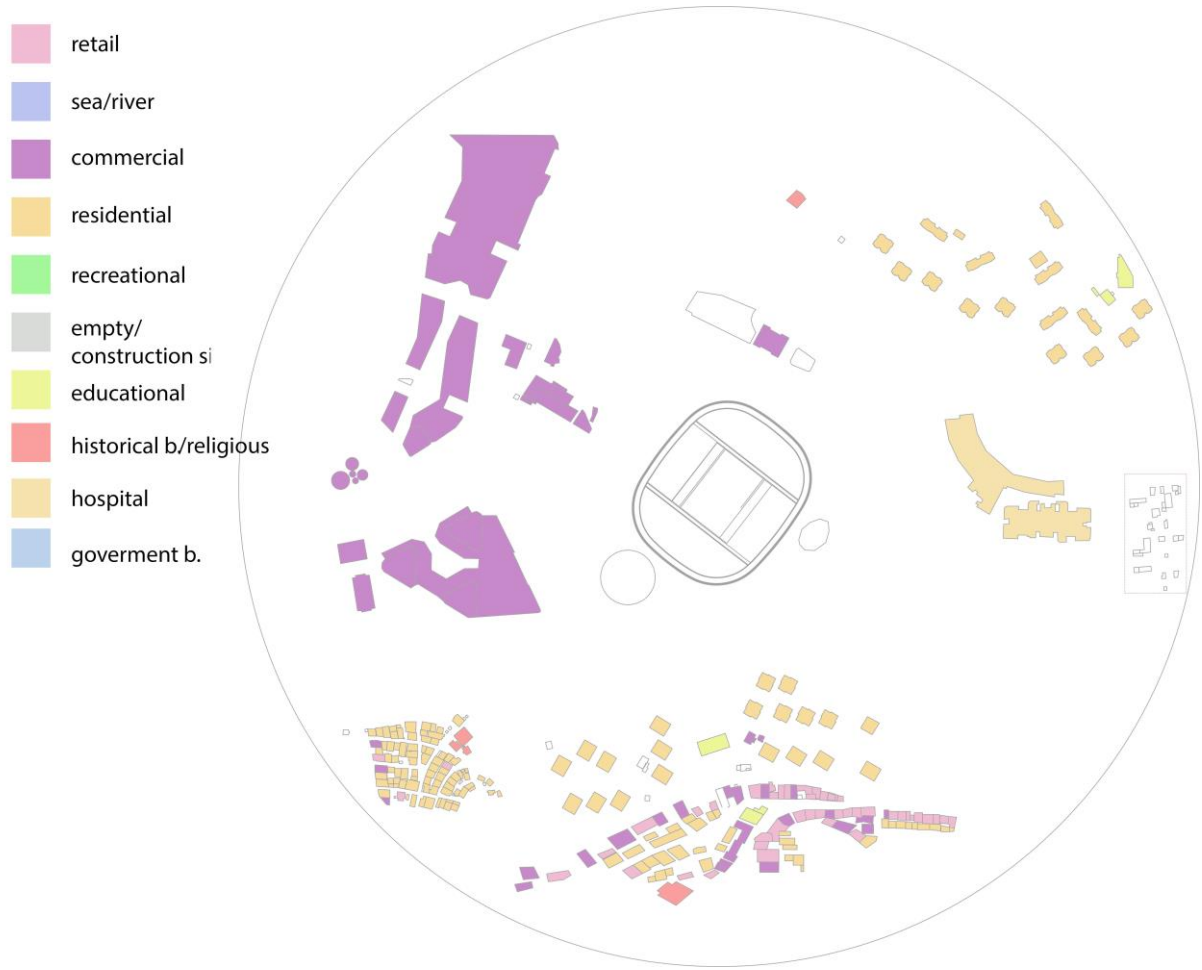 retail
sea/river
commercial
residential
recreational
empty/
construction si
educational
historical b./religious
hospital
goverment b.